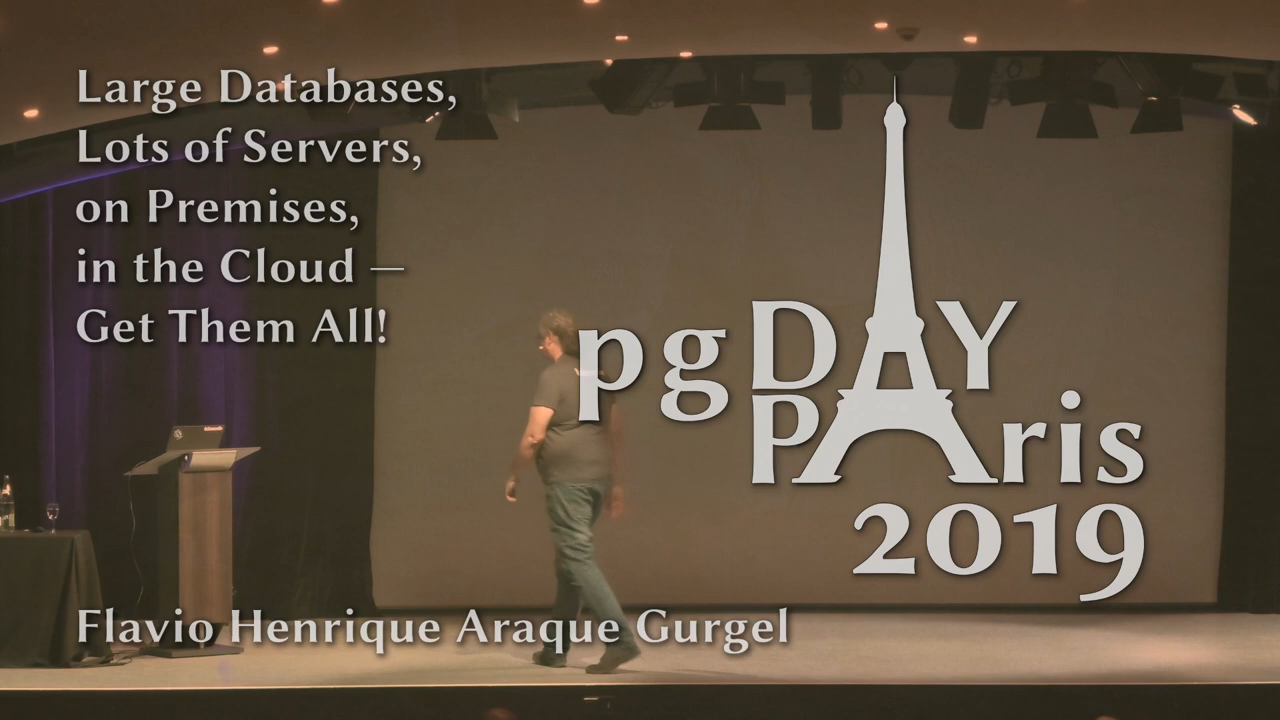 Large Databases,
Lots of Servers,
on Premises,
in the Cloud —
Get Them All!
pgDAY
PAris
2019
Flavio Henrique Araque Gurgel